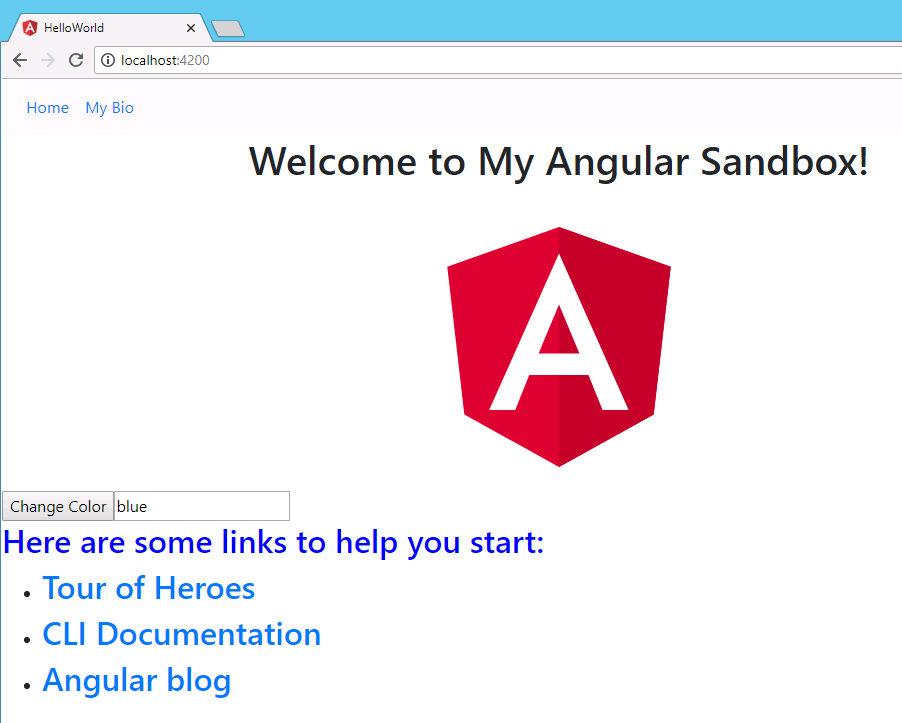 HelloWorld
localhost:4200
Home My Bio
Welcome to My Angular Sandbox!
A
Change Color blue
Here are some links to help you start:
Tour of Heroes
CLI Documentation
Angular blog